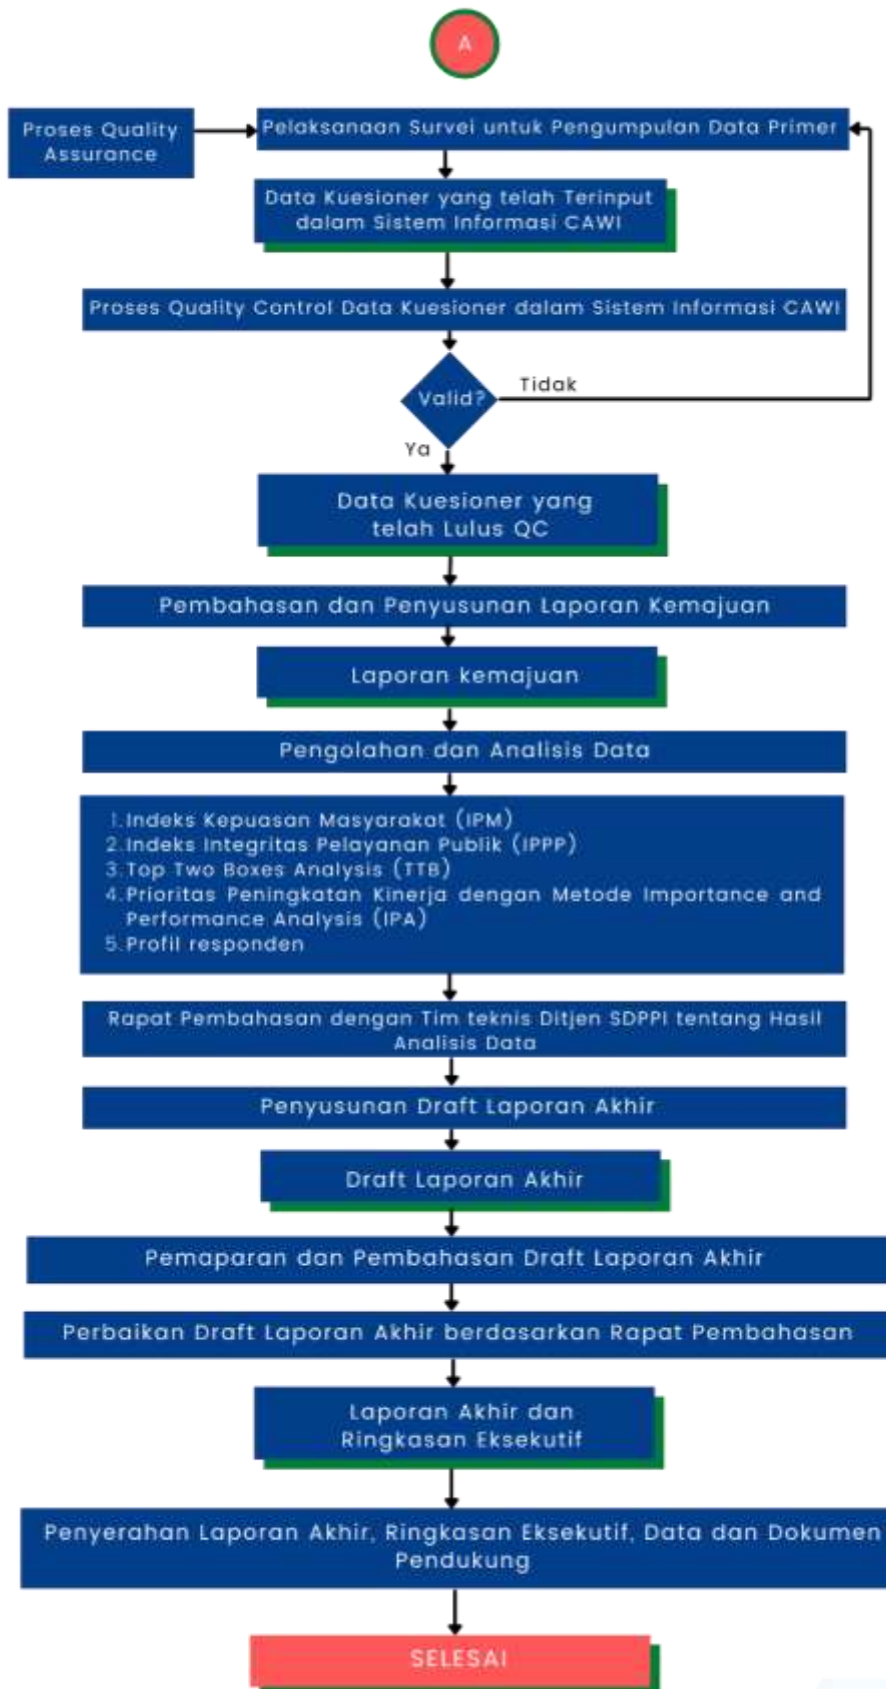 A
Proses Quality
Assurance
Pelaksanaan Survei untuk Pengumpulan Data Primer
Data Kuesioner yang telah Terinput
dalam Sistem Informasi CAWI
Proses Quality Control Data Kuesioner dalam Sistem Informasi CAWI
Valid?
Tidak
Ya
Data Kuesioner yang
telah Lulus QC
Pembahasan dan Penyusunan Laporan Kemajuan
Laporan kemajuan
Pengolahan dan Analisis Data
1. Indeks Kepuasan Masyarakat (IPM)
2. Indeks Integritas Pelayanan Publik (IPPP)
3. Top Two Boxes Analysis (TTB)
4. Prioritas Peningkatan Kinerja dengan Metode Importance and
Performance Analysis (IPA)
5. Profil responden
Rapat Pembahasan dengan Tim teknis Ditjen SDPPI tentang Hasil
Analisis Data
Penyusunan Draft Laporan Akhir
Draft Laporan Akhir
Pemaparan dan Pembahasan Draft Laporan Akhir
Perbaikan Draft Laporan Akhir berdasarkan Rapat Pembahasan
Laporan Akhir dan
Ringkasan Eksekutif
Penyerahan Laporan Akhir, Ringkasan Eksekutif, Data dan Dokumen
Pendukung
SELESAI